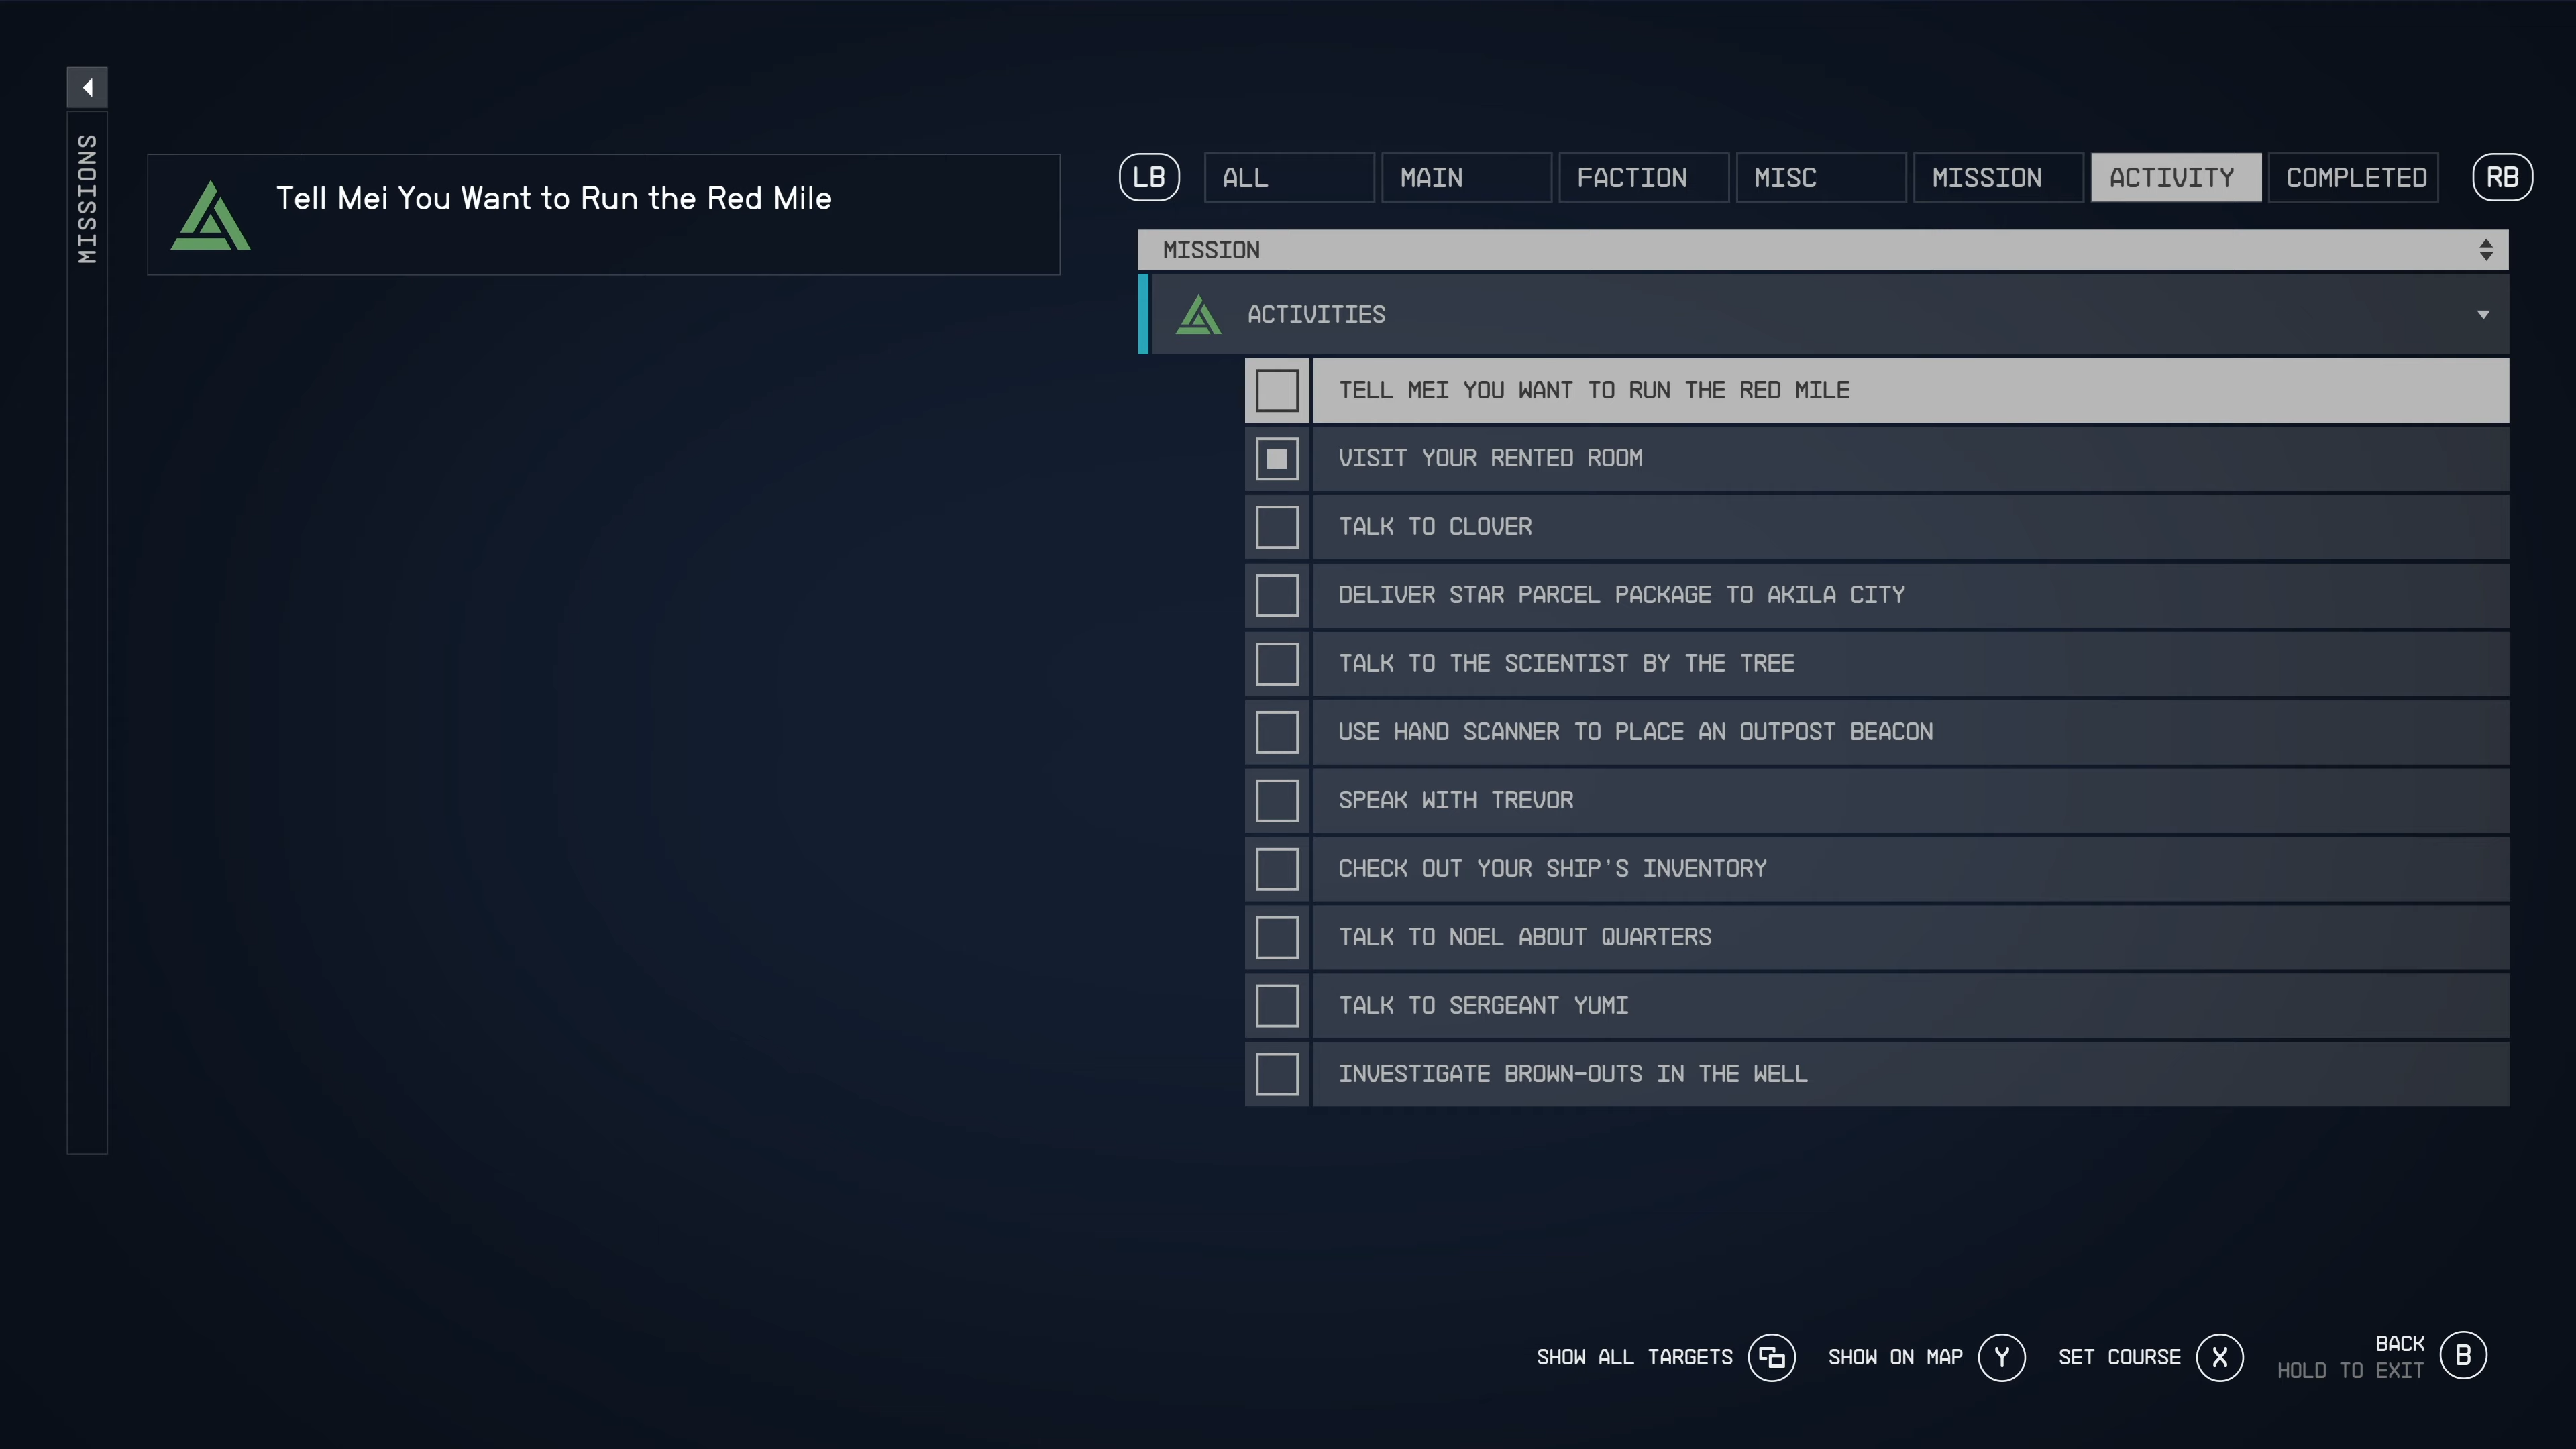 MISSIONS
Tell Mei You Want to Run the Red Mile
LB ALL MAIN FACTION MISC MISSION ACTIVITY COMPLETED RB
MISSION
ACTIVITIES
TELL MEI YOU WANT TO RUN THE RED MILE
VISIT YOUR RENTED ROOM
TALK TO CLOVER
DELIVER STAR PARCEL PACKAGE TO AKILA CITY
TALK TO THE SCIENTIST BY THE TREE
USE HAND SCANNER TO PLACE AN OUTPOST BEACON
SPEAK WITH TREVOR
CHECK OUT YOUR SHIP'S INVENTORY
TALK TO NOEL ABOUT QUARTERS
TALK TO SERGEANT YUMI
INVESTIGATE BROWN-OUTS IN THE WELL
SHOW ALL TARGETS SHOW ON MAP Y SET COURSE X BACK B
HOLD TO EXIT